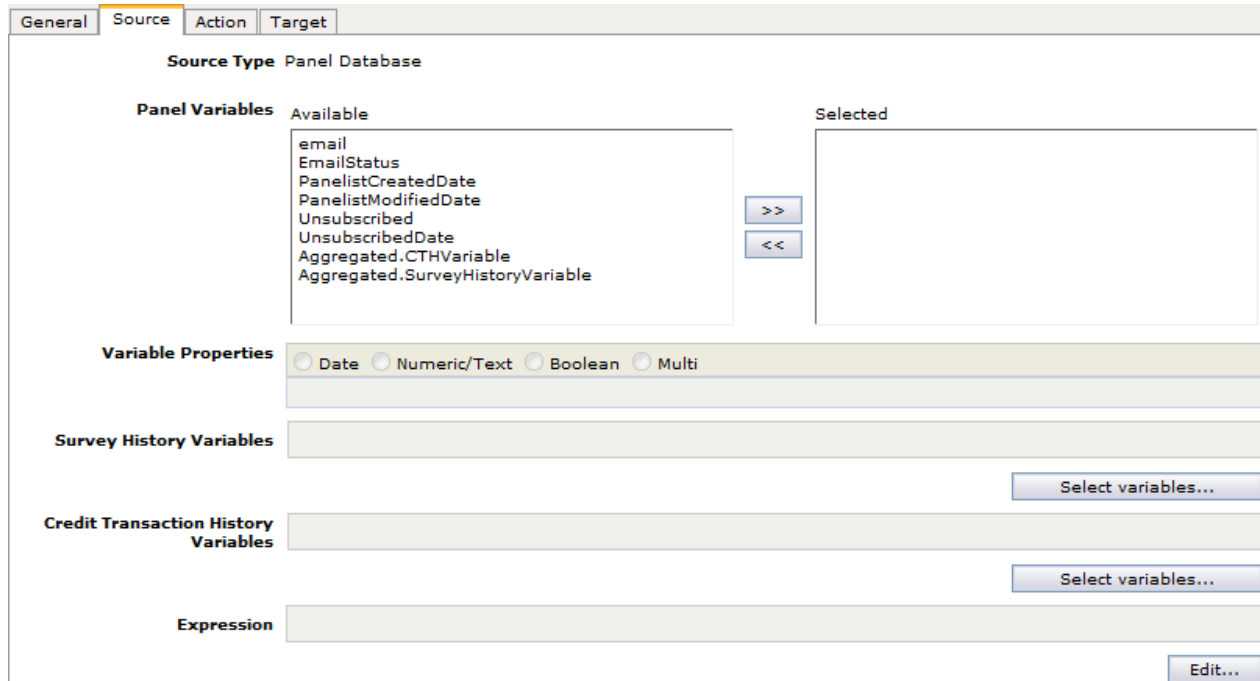 General Source Action Target
Source Type Panel Database
Panel Variables Available Selected
email
EmailStatus
PanelistCreatedDate
PanelistModifiedDate
>>
Unsubscribed
UnsubscribedDate
<<
Aggregated.CTHVariable
Aggregated.SurveyHistoryVariable
Variable Properties Date Numeric/Text Boolean Multi
Survey History Variables
Select variables...
Credit Transaction History
Variables
Select variables...
Expression
Edit...